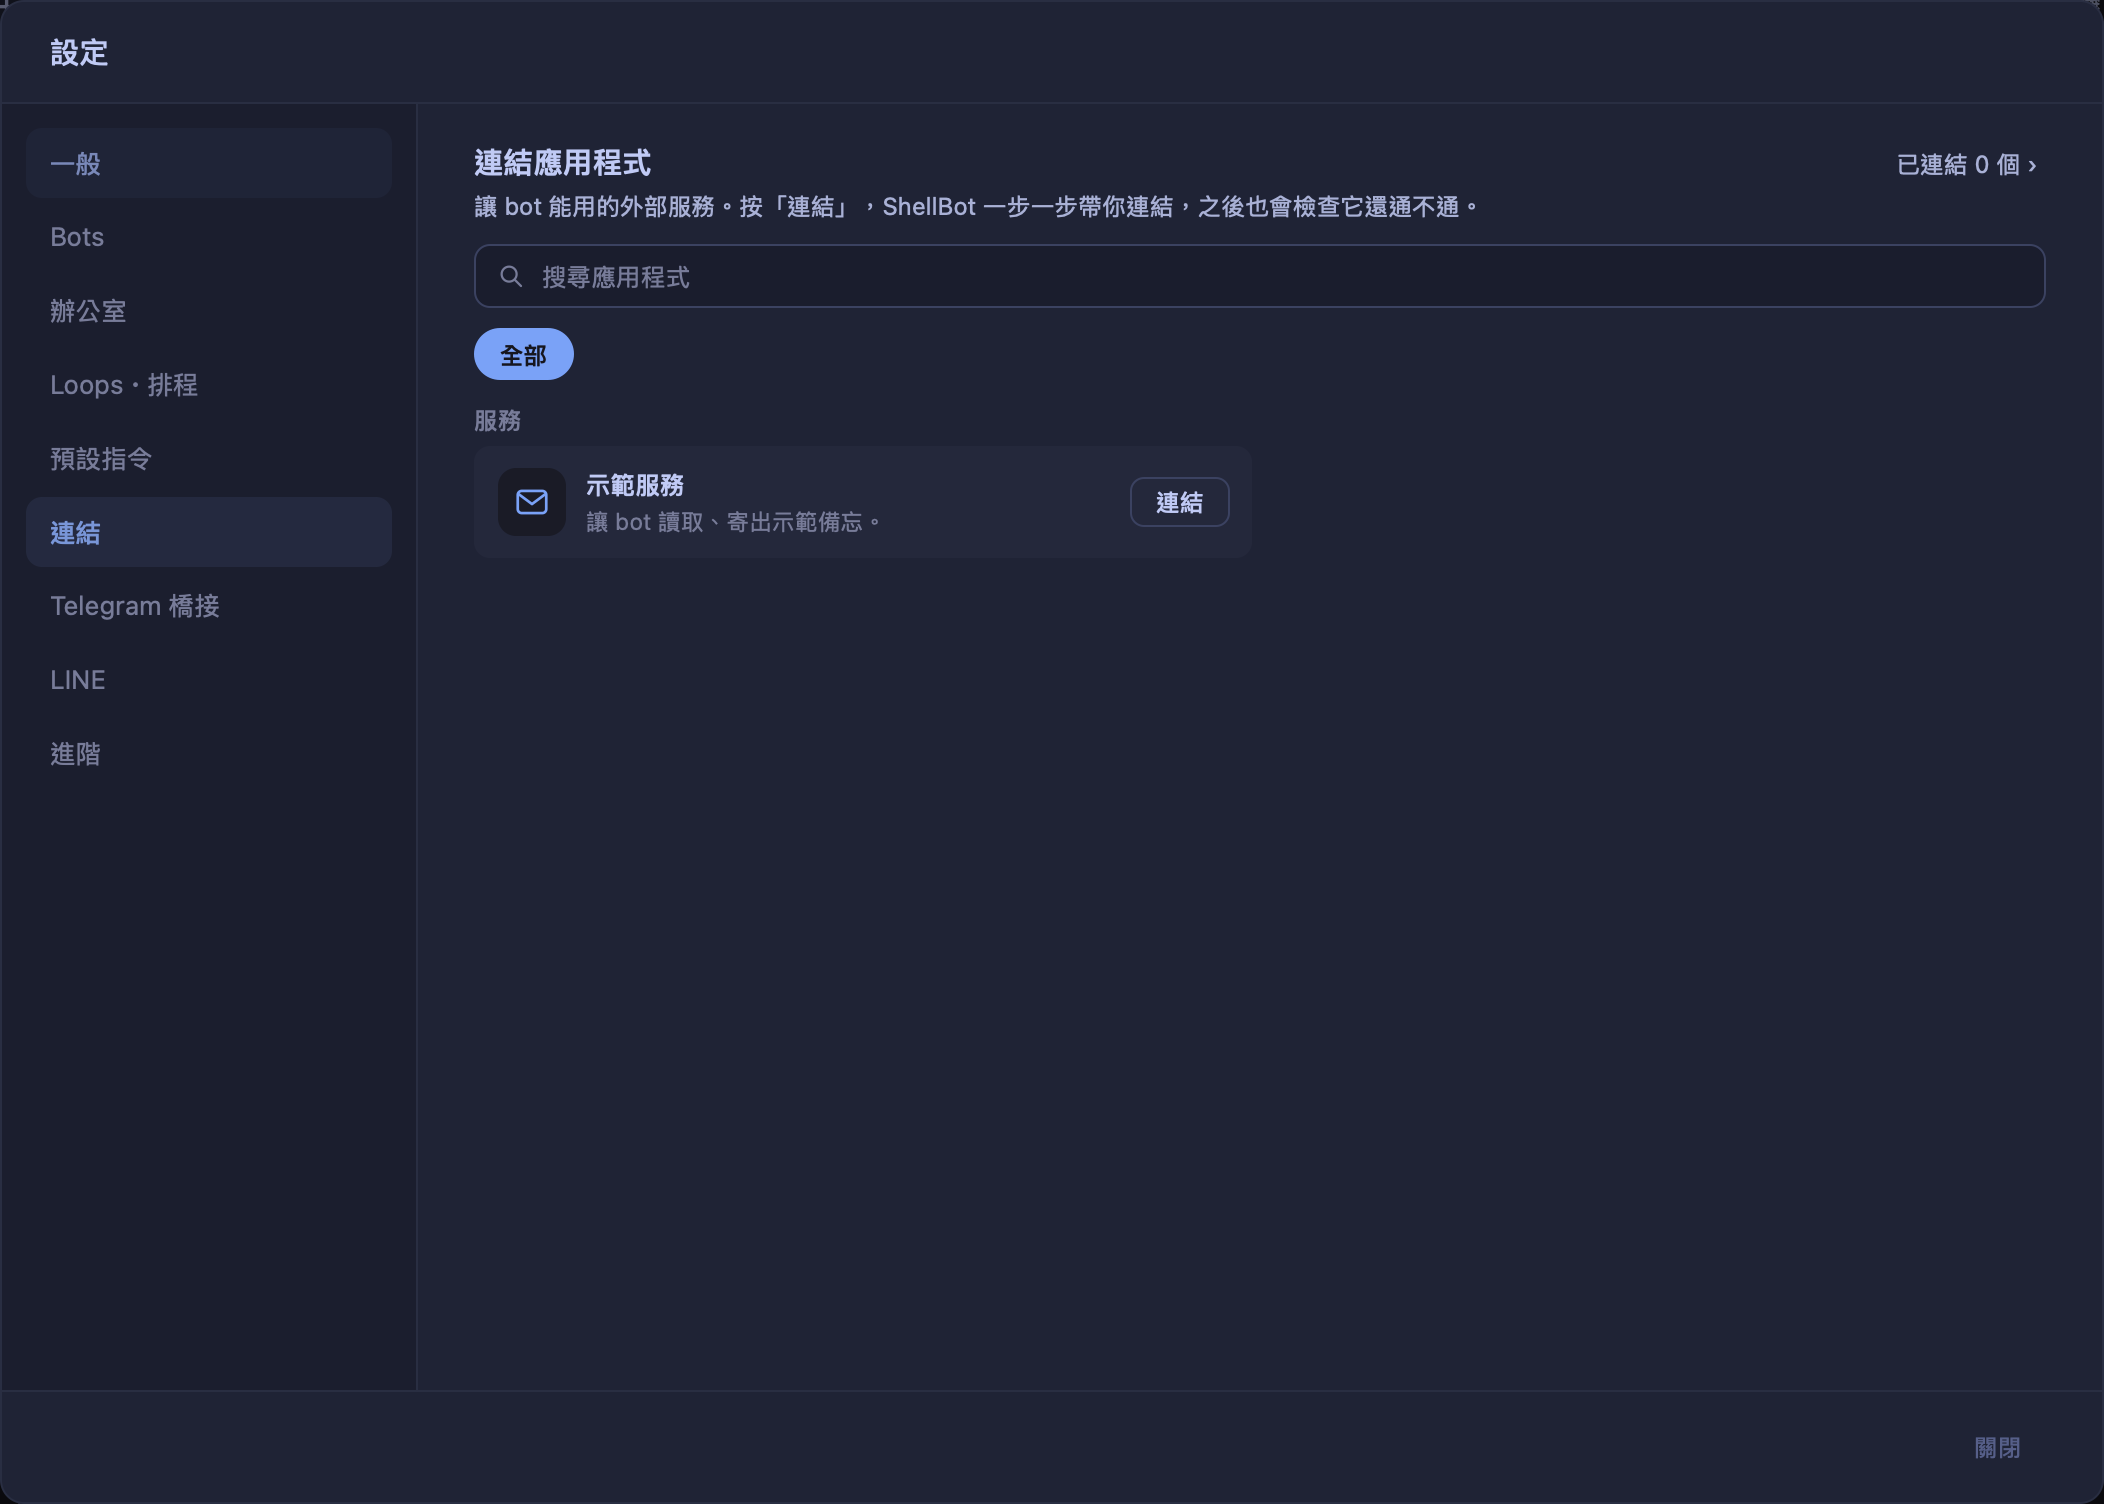 設定
一般
Bots
辦公室
Loops・排程
預設指令
連結
Telegram 橋接
LINE
進階
連結應用程式
已連結 0 個 ›
讓 bot 能用的外部服務。按「連結」，ShellBot 一步一步帶你連結，之後也會檢查它還通不通。
搜尋應用程式
全部
服務
示範服務
讓 bot 讀取、寄出示範備忘。
連結
關閉